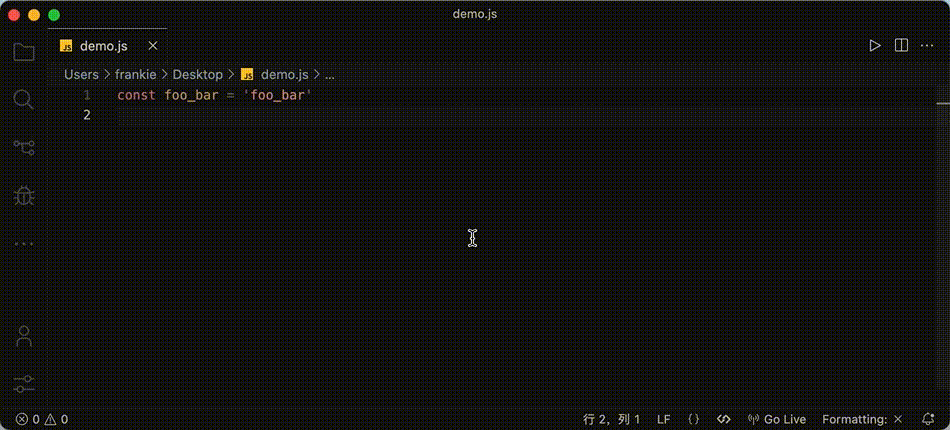 demo.js
JS demo.js
Users > frankie > Desktop > JS demo.js > ...
1 const foo_bar = 'foo_bar'
2
0 0 行 2，列 1 LF {} Go Live Formatting: ×